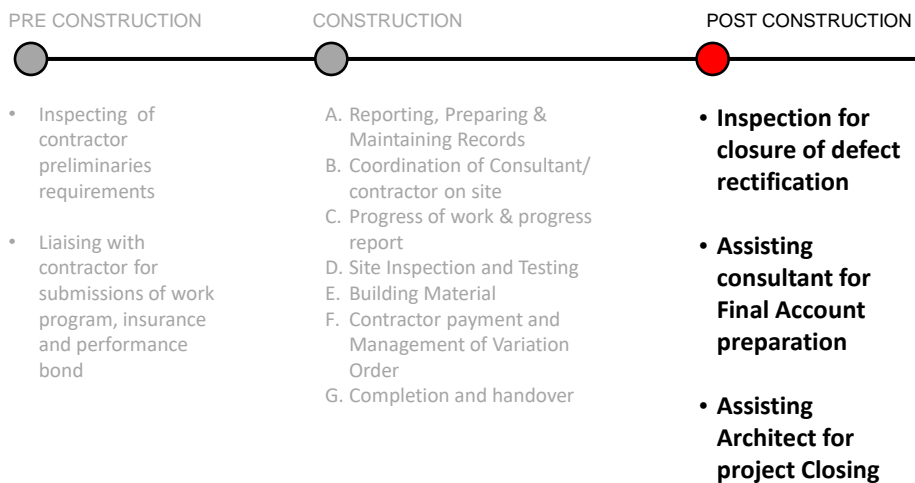 PRE CONSTRUCTION
CONSTRUCTION
POST CONSTRUCTION
• Inspecting of
contractor
preliminaries
requirements
• Liaising with
contractor for
submissions of work
program, insurance
and performance
bond
A. Reporting, Preparing &
Maintaining Records
B. Coordination of Consultant/
contractor on site
C. Progress of work & progress
report
D. Site Inspection and Testing
E. Building Material
F. Contractor payment and
Management of Variation
Order
G. Completion and handover
• Inspection for
closure of defect
rectification
• Assisting
consultant for
Final Account
preparation
• Assisting
Architect for
project Closing